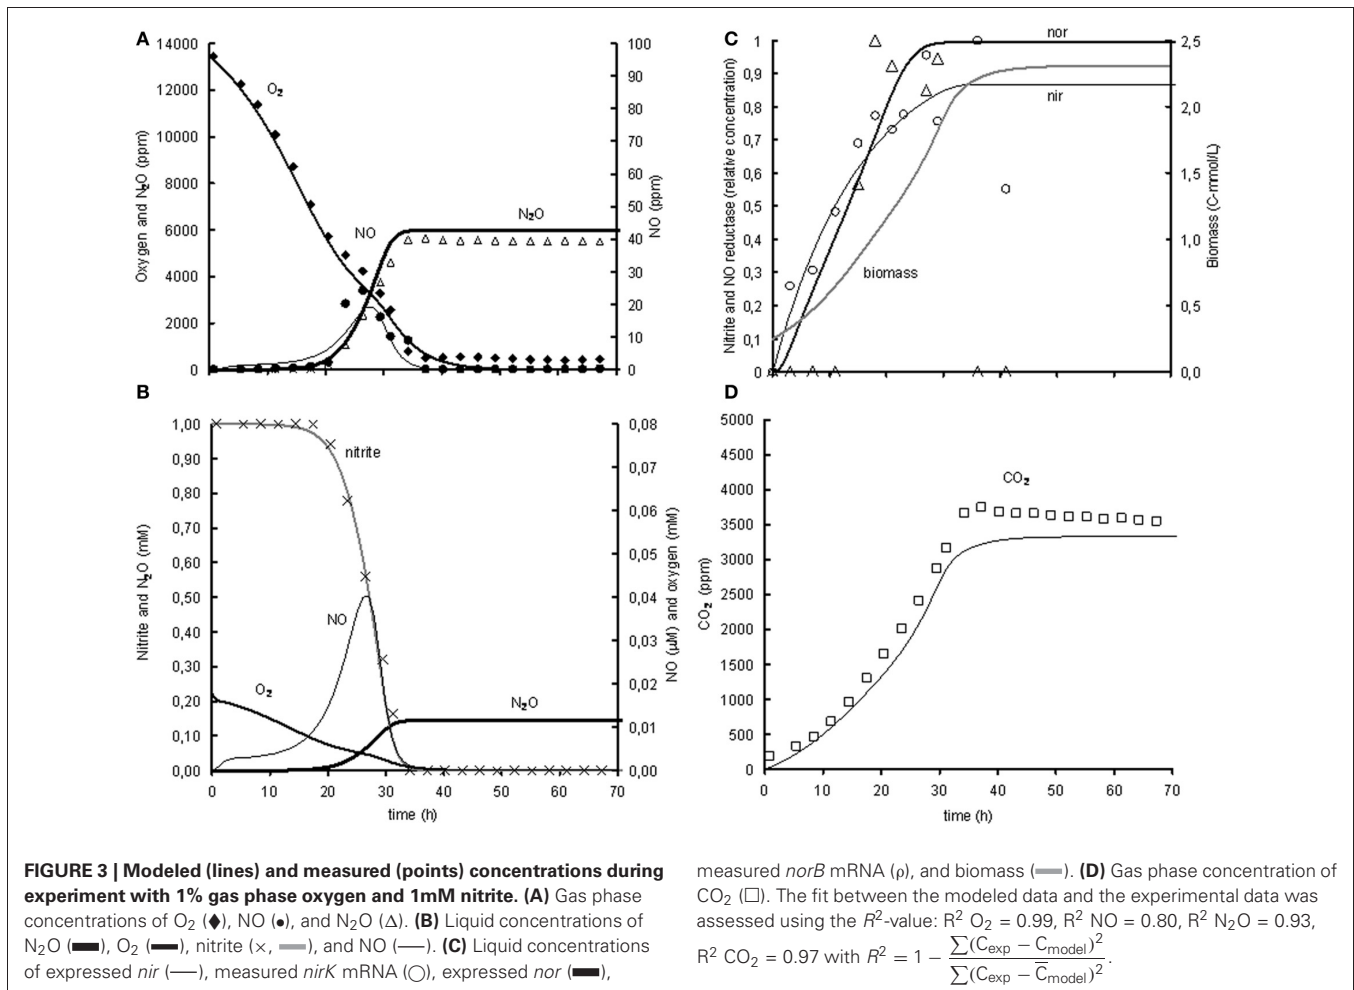 A
14000
12000
10000
8000
6000
4000
2000
0
Oxygen and N₂O (ppm)
100
90
80
70
60
50
40
30
20
10
0
NO (ppm)
O₂
NO
N₂O
B
1,00
0,90
0,80
0,70
0,60
0,50
0,40
0,30
0,20
0,10
0,00
Nitrite and N₂O (mM)
0,08
0,07
0,06
0,05
0,04
0,03
0,02
0,01
0,00
NO (µM) and oxygen (mM)
nitrite
NO
O₂
N₂O
0 10 20 30 40 50 60 70
time (h)
C
1
0,9
0,8
0,7
0,6
0,5
0,4
0,3
0,2
0,1
0
Nitrite and NO reductase (relative concentration)
2,5
2,0
1,5
1,0
0,5
0,0
Biomass (C-mmol/L)
nor
nir
biomass
D
5000
4500
4000
3500
3000
2500
2000
1500
1000
500
0
CO₂ (ppm)
CO₂
0 10 20 30 40 50 60 70
time (h)
FIGURE 3 | Modeled (lines) and measured (points) concentrations during
experiment with 1% gas phase oxygen and 1mM nitrite. (A) Gas phase
concentrations of O₂ (◆), NO (●), and N₂O (△). (B) Liquid concentrations of
N₂O (▬), O₂ (▬), nitrite (×, ▬), and NO (—). (C) Liquid concentrations
of expressed nir (—), measured nirK mRNA (○), expressed nor (▬),
measured norB mRNA (ρ), and biomass (▬). (D) Gas phase concentration of
CO₂ (□). The fit between the modeled data and the experimental data was
assessed using the R²-value: R² O₂ = 0.99, R² NO = 0.80, R² N₂O = 0.93,
R² CO₂ = 0.97 with R² = 1 − ∑(C_exp − C_model)² / ∑(C_exp − C̅_model)².